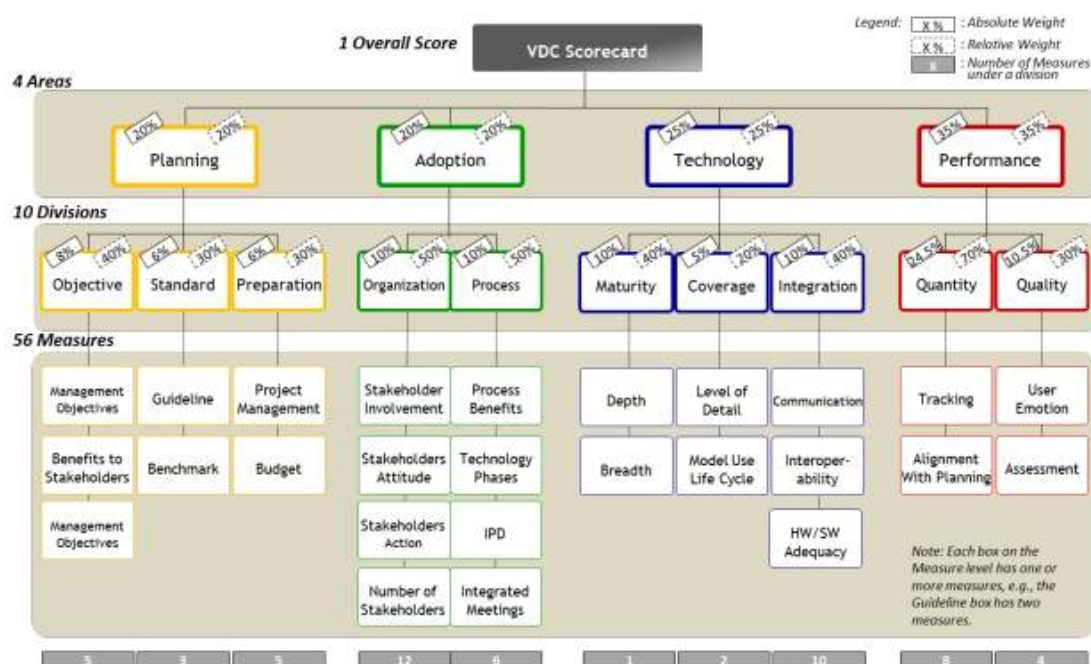 Legend:
X %
: Absolute Weight
X %
: Relative Weight
: Number of Measures
under a division
1 Overall Score
VDC Scorecard
4 Areas
20%
20%
Planning
20%
20%
Adoption
25%
25%
Technology
35%
35%
Performance
10 Divisions
8%
40%
Objective
6%
30%
Standard
6%
30%
Preparation
10%
50%
Organization
10%
50%
Process
10%
40%
Maturity
5%
20%
Coverage
10%
40%
Integration
24.5%
70%
Quantity
10.5%
30%
Quality
56 Measures
Management
Objectives
Guideline
Project
Management
Stakeholder
Involvement
Process
Benefits
Depth
Level of
Detail
Communication
Tracking
User
Emotion
Benefits to
Stakeholders
Benchmark
Budget
Stakeholders
Attitude
Technology
Phases
Breadth
Model Use
Life Cycle
Interoper-
ability
Alignment
With Planning
Assessment
Management
Objectives
Stakeholders
Action
IPD
HW/SW
Adequacy
Number of
Stakeholders
Integrated
Meetings
Note: Each box on the
Measure level has one or
more measures, e.g., the
Guideline box has two
measures.
12
6
1
2
10
8
4